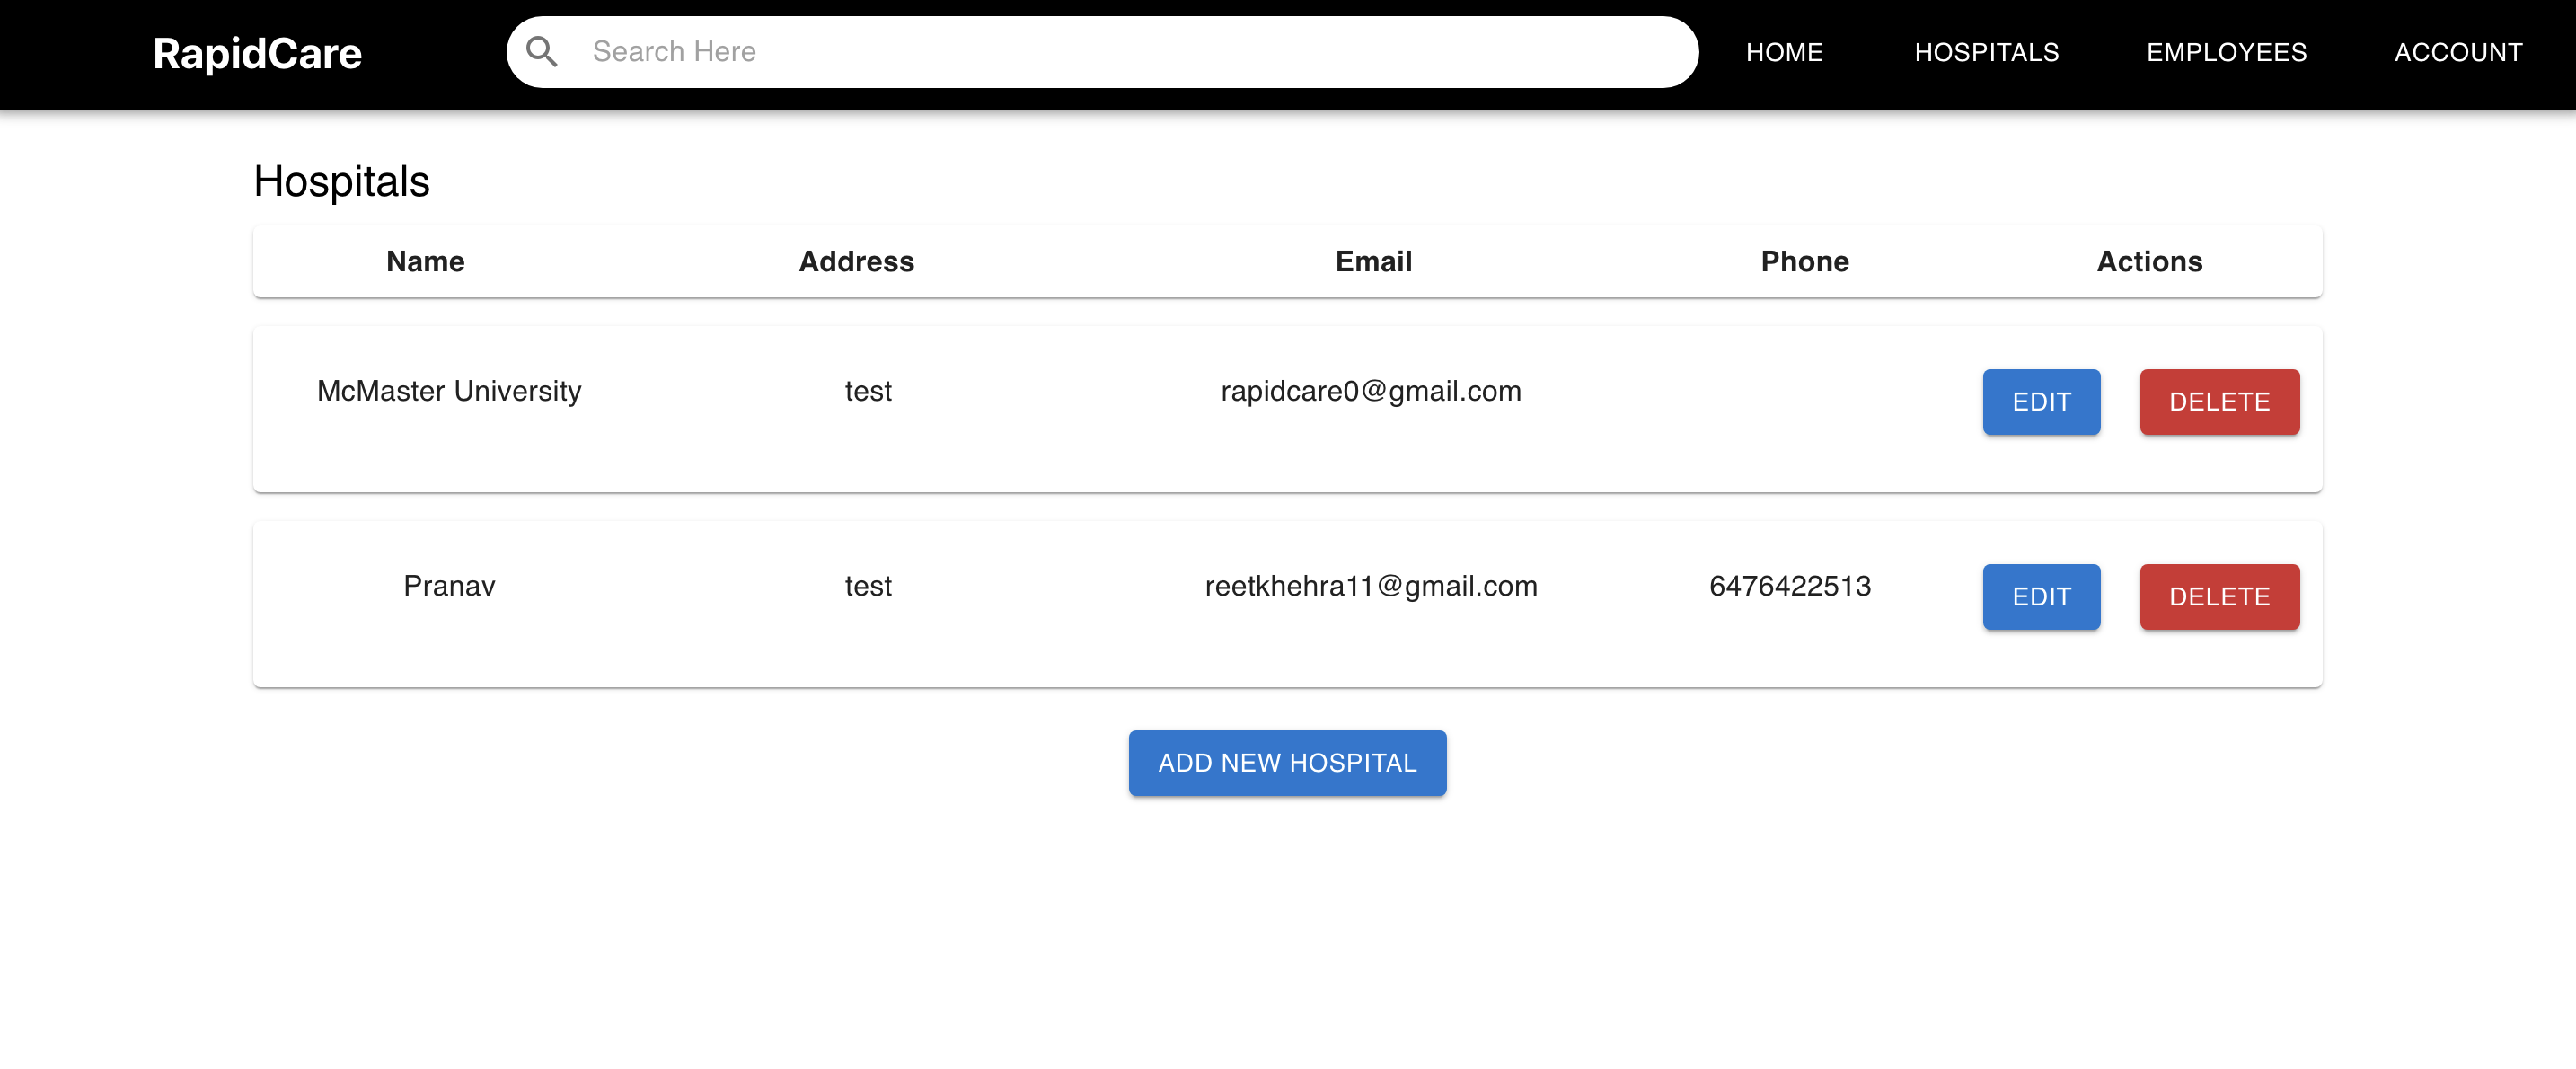 RapidCare Search Here HOME HOSPITALS EMPLOYEES ACCOUNT
Hospitals
Name Address Email Phone Actions
McMaster University test rapidcare0@gmail.com EDIT DELETE
Pranav test reetkhehra11@gmail.com 6476422513 EDIT DELETE
ADD NEW HOSPITAL